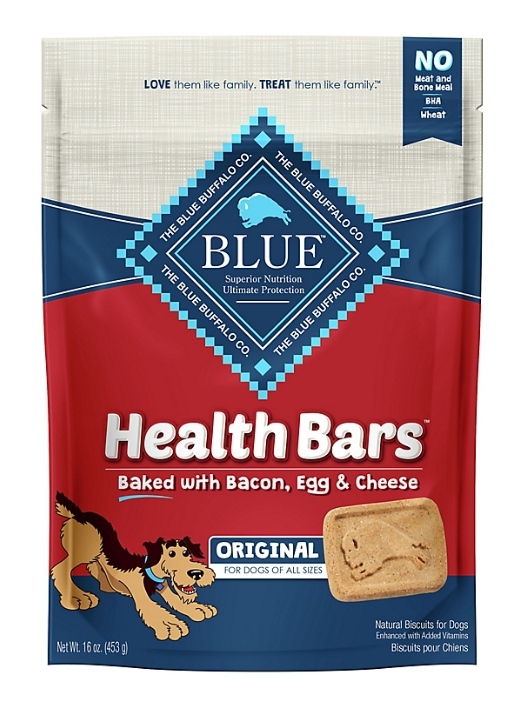 LOVE them like family. TREAT them like family.™
NO
Meat and
Bone Meal
BHA
Wheat
THE BLUE BUFFALO CO.
THE BLUE BUFFALO CO.
BLUE™
Superior Nutrition
Ultimate Protection
THE BLUE BUFFALO CO.
THE BLUE BUFFALO CO.
Health Bars™
Baked with Bacon, Egg & Cheese
ORIGINAL
FOR DOGS OF ALL SIZES
Natural Biscuits for Dogs
Enhanced with Added Vitamins
Biscuits pour Chiens
Net Wt. 16 oz. (453 g)